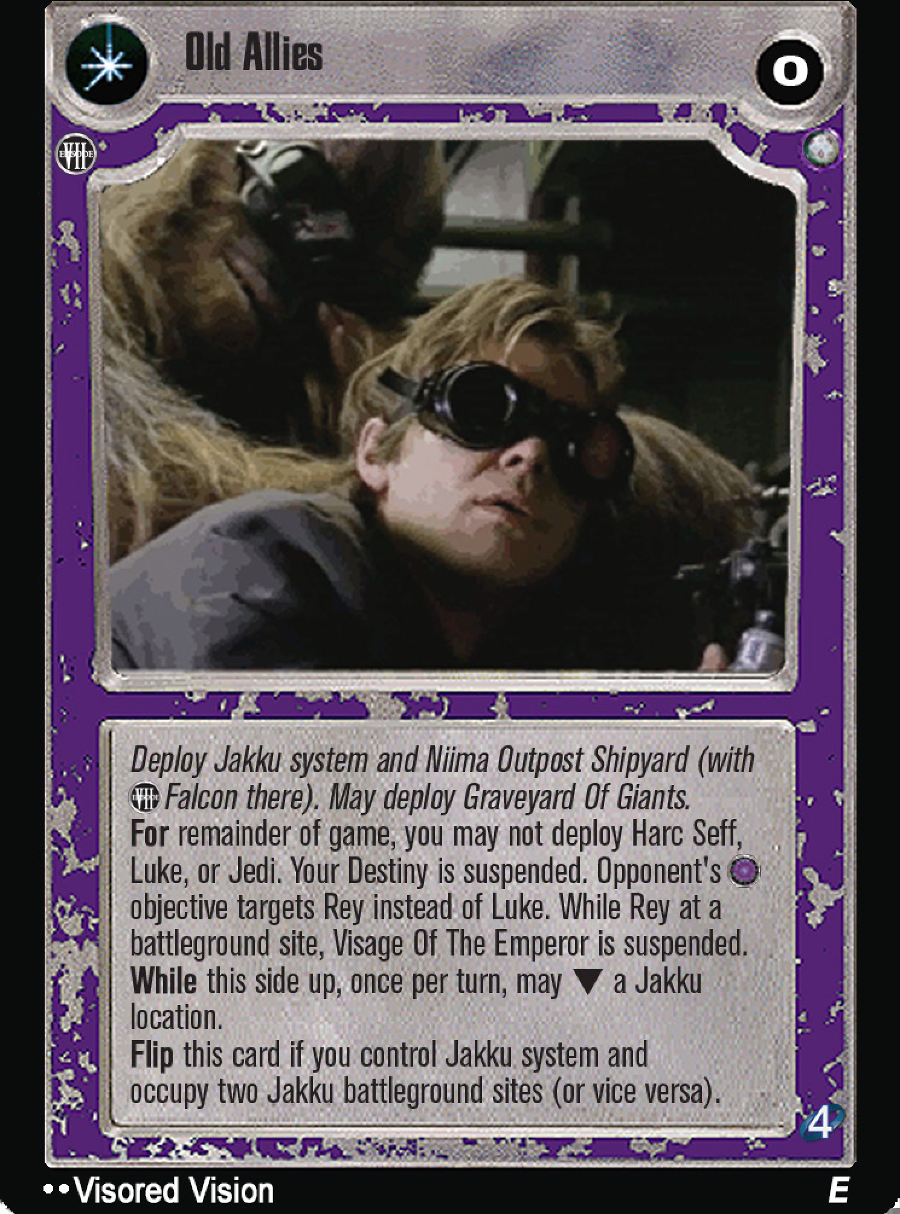 Old Allies
0
VII
EPISODE
Deploy Jakku system and Niima Outpost Shipyard (with
VII Falcon there). May deploy Graveyard Of Giants.
For remainder of game, you may not deploy Harc Seff,
Luke, or Jedi. Your Destiny is suspended. Opponent's
objective targets Rey instead of Luke. While Rey at a
battleground site, Visage Of The Emperor is suspended.
While this side up, once per turn, may ▼ a Jakku
location.
Flip this card if you control Jakku system and
occupy two Jakku battleground sites (or vice versa).
4
••Visored Vision
E